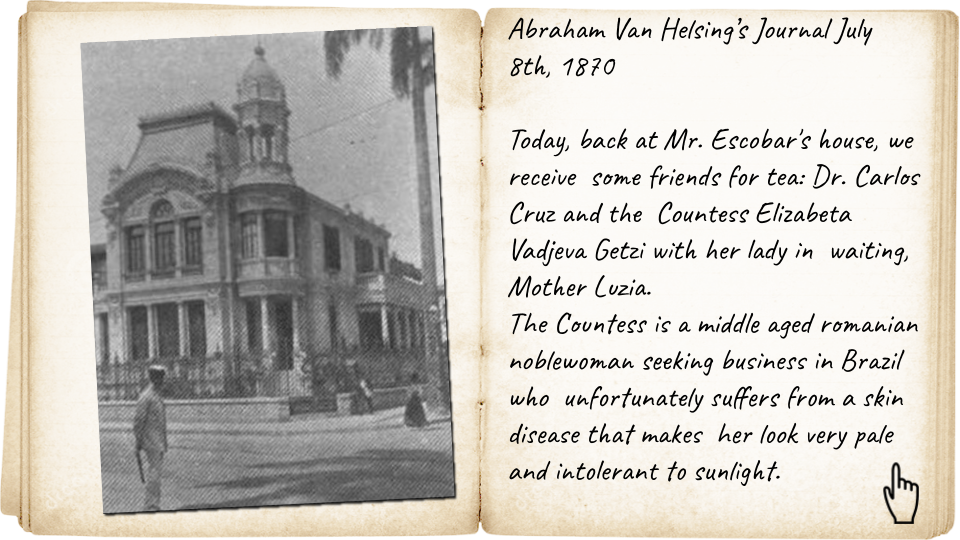 Abraham Van Helsing's Journal July
8th, 1870
Today, back at Mr. Escobar's house, we
receive some friends for tea: Dr. Carlos
Cruz and the Countess Elizabeta
Vadjeva Getzi with her lady in waiting,
Mother Luzia.
The Countess is a middle aged romanian
noblewoman seeking business in Brazil
who unfortunately suffers from a skin
disease that makes her look very pale
and intolerant to sunlight.